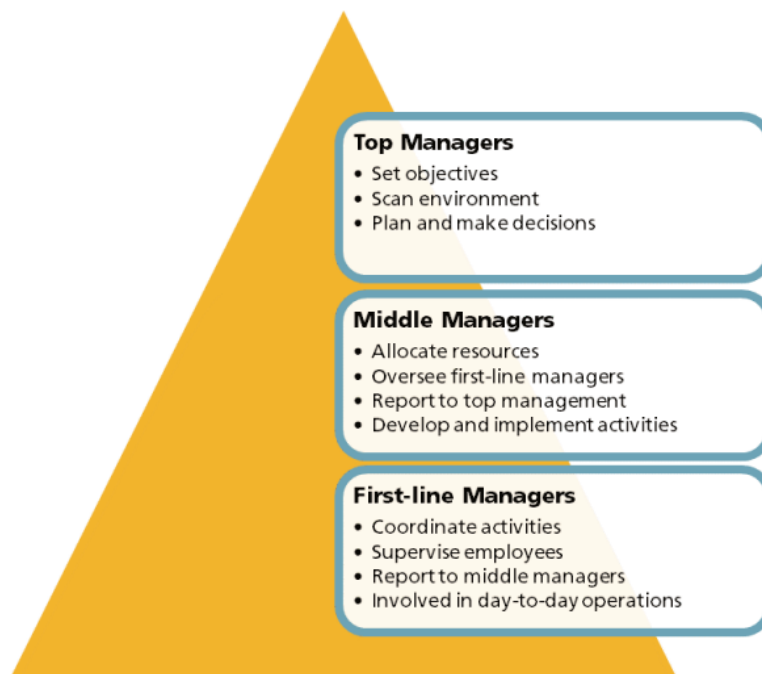 Top Managers
• Set objectives
• Scan environment
• Plan and make decisions
Middle Managers
• Allocate resources
• Oversee first-line managers
• Report to top management
• Develop and implement activities
First-line Managers
• Coordinate activities
• Supervise employees
• Report to middle managers
• Involved in day-to-day operations